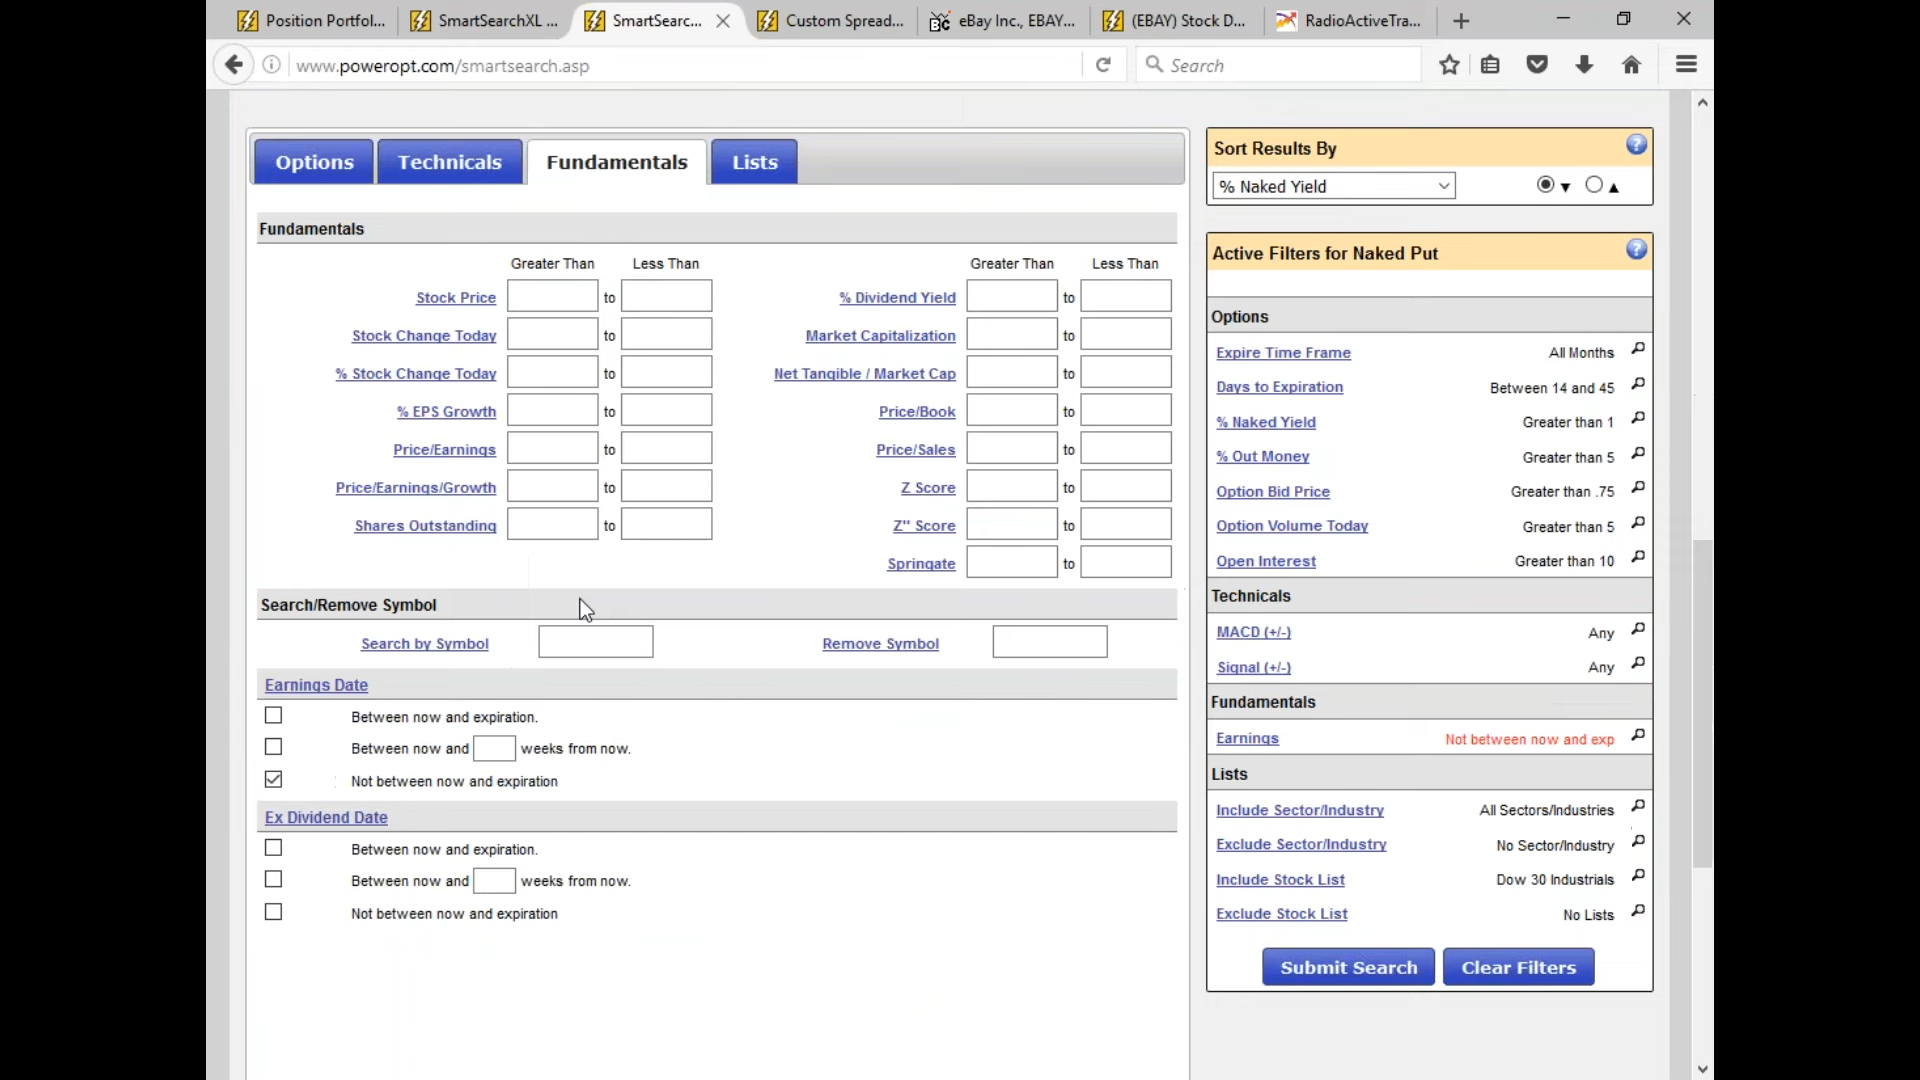 Position Portfol...
SmartSearchXL ...
SmartSearc...
Custom Spread...
eBay Inc., EBAY...
(EBAY) Stock D...
RadioActiveTra...
www.poweropt.com/smartsearch.asp
Search
Options
Technicals
Fundamentals
Lists
Fundamentals
Greater Than Less Than Greater Than Less Than
Stock Price to % Dividend Yield to
Stock Change Today to Market Capitalization to
% Stock Change Today to Net Tangible / Market Cap to
% EPS Growth to Price/Book to
Price/Earnings to Price/Sales to
Price/Earnings/Growth to Z Score to
Shares Outstanding to Z" Score to
Springate to
Search/Remove Symbol
Search by Symbol Remove Symbol
Earnings Date
Between now and expiration.
Between now and weeks from now.
Not between now and expiration
Ex Dividend Date
Between now and expiration.
Between now and weeks from now.
Not between now and expiration
Sort Results By
% Naked Yield
Active Filters for Naked Put
Options
Expire Time Frame All Months
Days to Expiration Between 14 and 45
% Naked Yield Greater than 1
% Out Money Greater than 5
Option Bid Price Greater than .75
Option Volume Today Greater than 5
Open Interest Greater than 10
Technicals
MACD (+/-) Any
Signal (+/-) Any
Fundamentals
Earnings Not between now and exp
Lists
Include Sector/Industry All Sectors/Industries
Exclude Sector/Industry No Sector/Industry
Include Stock List Dow 30 Industrials
Exclude Stock List No Lists
Submit Search Clear Filters